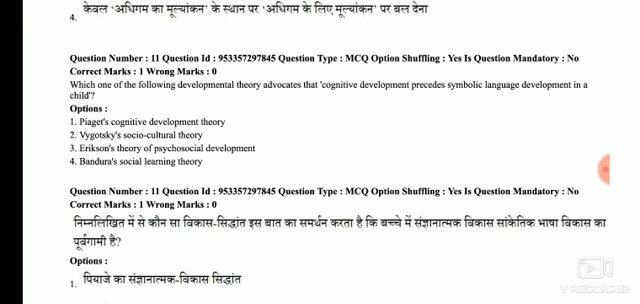 4. केवल 'अधिगम का मूल्यांकन' के स्थान पर 'अधिगम के लिए मूल्यांकन' पर बल देना
Question Number : 11 Question Id : 953357297845 Question Type : MCQ Option Shuffling : Yes Is Question Mandatory : No
Correct Marks : 1 Wrong Marks : 0
Which one of the following developmental theory advocates that 'cognitive development precedes symbolic language development in a
child'?
Options :
1. Piaget's cognitive development theory
2. Vygotsky's socio-cultural theory
3. Erikson's theory of psychosocial development
4. Bandura's social learning theory
Question Number : 11 Question Id : 953357297845 Question Type : MCQ Option Shuffling : Yes Is Question Mandatory : No
Correct Marks : 1 Wrong Marks : 0
निम्नलिखित में से कौन सा विकास-सिद्धांत इस बात का समर्थन करता है कि बच्चे में संज्ञानात्मक विकास सांकेतिक भाषा विकास का
पूर्वगामी है?
Options :
1. पियाजे का संज्ञानात्मक-विकास सिद्धांत
V RECORDER